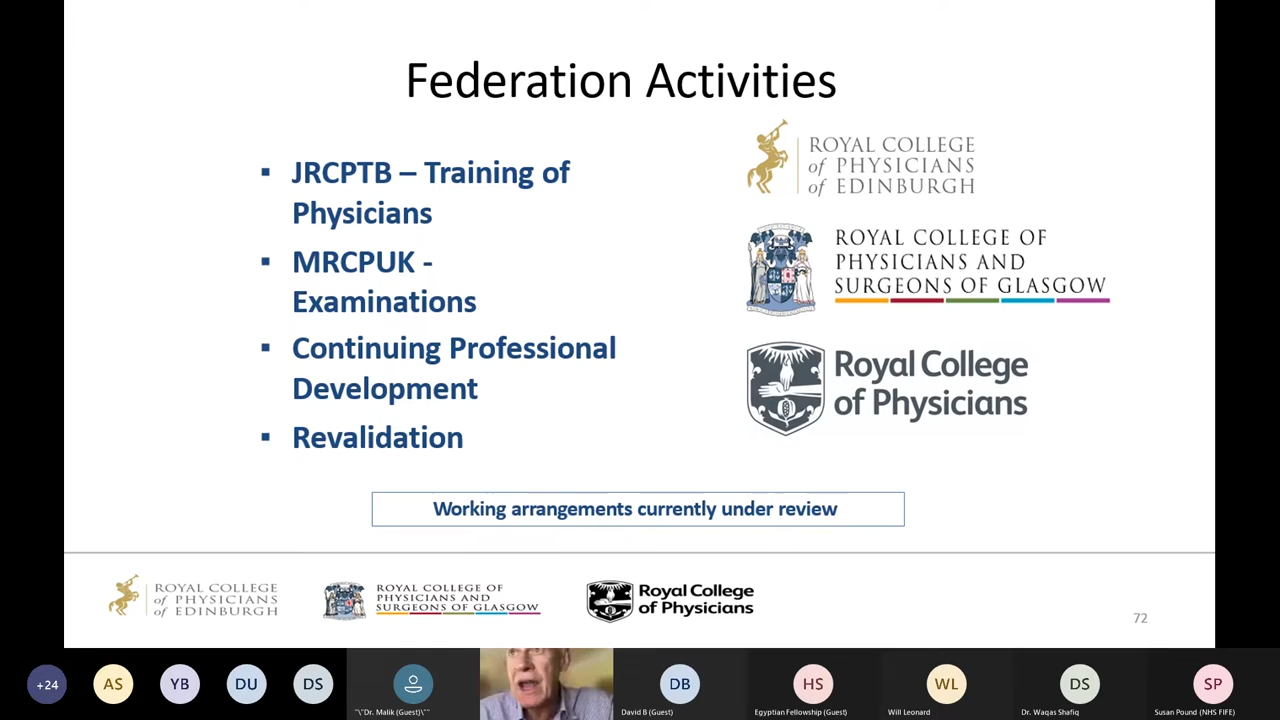 Federation Activities
▪ JRCPTB – Training of
Physicians
▪ MRCPUK -
Examinations
▪ Continuing Professional
Development
▪ Revalidation
ROYAL COLLEGE
of PHYSICIANS
of EDINBURGH
ROYAL COLLEGE OF
PHYSICIANS AND
SURGEONS OF GLASGOW
Royal College
of Physicians
Working arrangements currently under review
ROYAL COLLEGE
of PHYSICIANS
of EDINBURGH
ROYAL COLLEGE OF
PHYSICIANS AND
SURGEONS OF GLASGOW
Royal College
of Physicians
72
+24
AS
YB
DU
DS
"\"Dr. Malik (Guest)\""
DB
David B (Guest)
HS
Egyptian Fellowship (Guest)
WL
Will Leonard
DS
Dr. Waqas Shafiq
SP
Susan Pound (NHS FIFE)